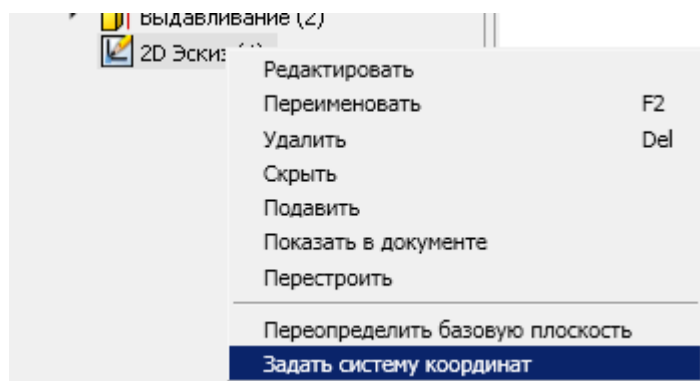 Выдавливание (2)
2D Эскиз
Редактировать
Переименовать F2
Удалить Del
Скрыть
Подавить
Показать в документе
Перестроить
Переопределить базовую плоскость
Задать систему координат